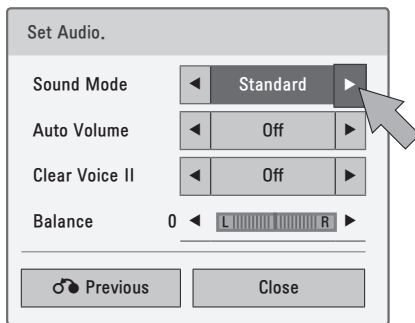 Set Audio.
Sound Mode ◀ Standard ▶
Auto Volume ◀ Off ▶
Clear Voice II ◀ Off ▶
Balance 0 ◀ L R ▶
Previous Close